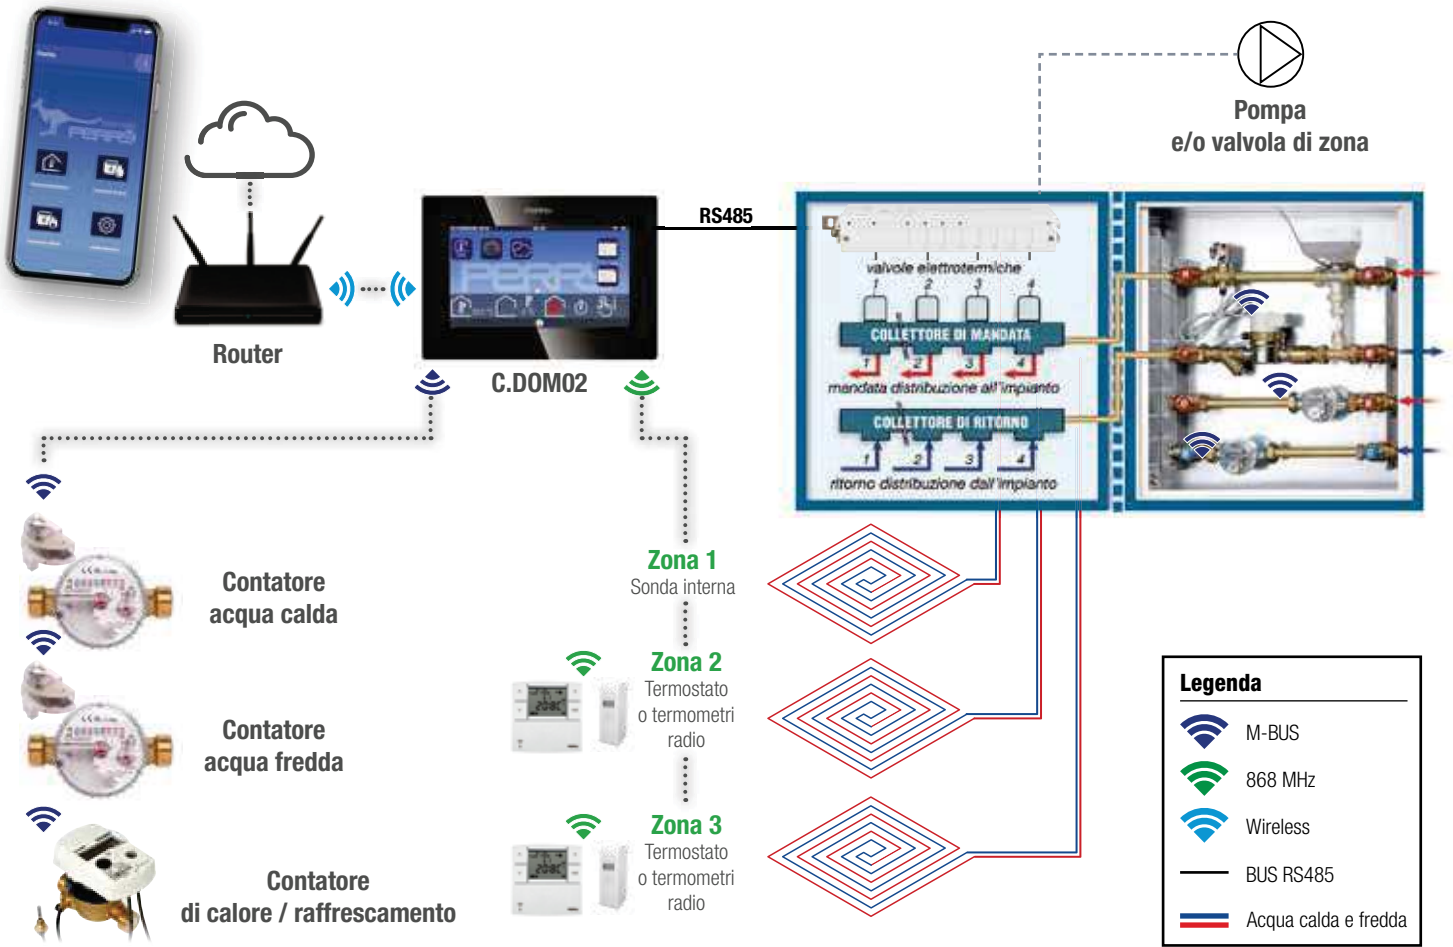 PERRY
Router
C.DOM02
RS485
Pompa
e/o valvola di zona
valvole elettrotermiche
1 2 3 4
COLLETTORE DI MANDATA
1 2 3 4
mandata distribuzione all'impianto
COLLETTORE DI RITORNO
1 2 3 4
ritorno distribuzione dall'impianto
Contatore
acqua calda
Contatore
acqua fredda
Contatore
di calore / raffrescamento
Zona 1
Sonda interna
Zona 2
Termostato
o termometri
radio
Zona 3
Termostato
o termometri
radio
Legenda
M-BUS
868 MHz
Wireless
BUS RS485
Acqua calda e fredda